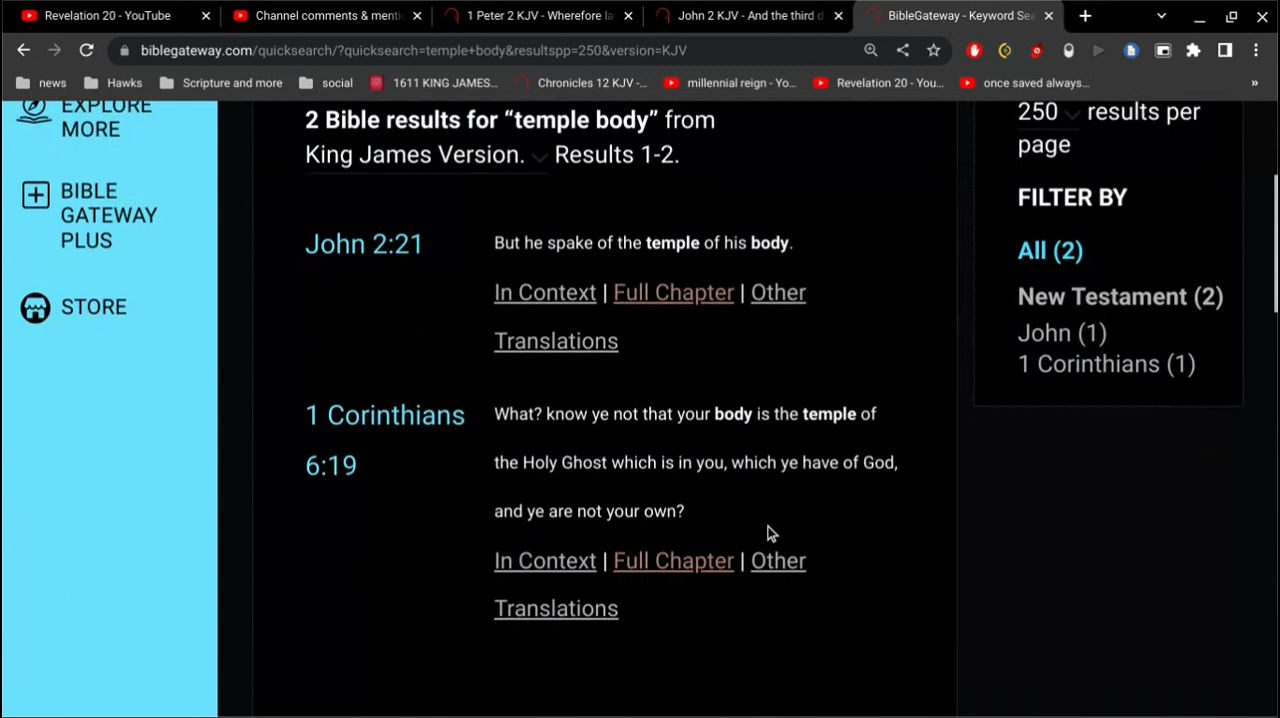 Revelation 20 - YouTube
Channel comments & menti
1 Peter 2 KJV - Wherefore la
John 2 KJV - And the third d
BibleGateway - Keyword Sea
biblegateway.com/quicksearch/?quicksearch=temple+body&resultspp=250&version=KJV
news
Hawks
Scripture and more
social
1611 KING JAMES...
Chronicles 12 KJV -...
millennial reign - Yo...
Revelation 20 - You...
once saved always...
»
EXPLORE
MORE
BIBLE
GATEWAY
PLUS
STORE
2 Bible results for “temple body” from
King James Version. Results 1-2.
John 2:21
But he spake of the temple of his body.
In Context | Full Chapter | Other
Translations
1 Corinthians
6:19
What? know ye not that your body is the temple of
the Holy Ghost which is in you, which ye have of God,
and ye are not your own?
In Context | Full Chapter | Other
Translations
250 results per
page
FILTER BY
All (2)
New Testament (2)
John (1)
1 Corinthians (1)